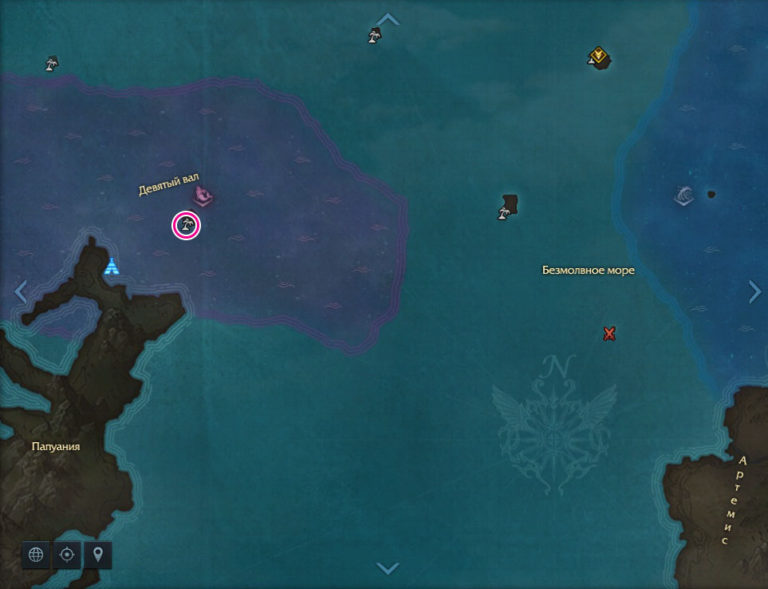 Девятый вал
Безмолвное море
N
Папуания
Артемис